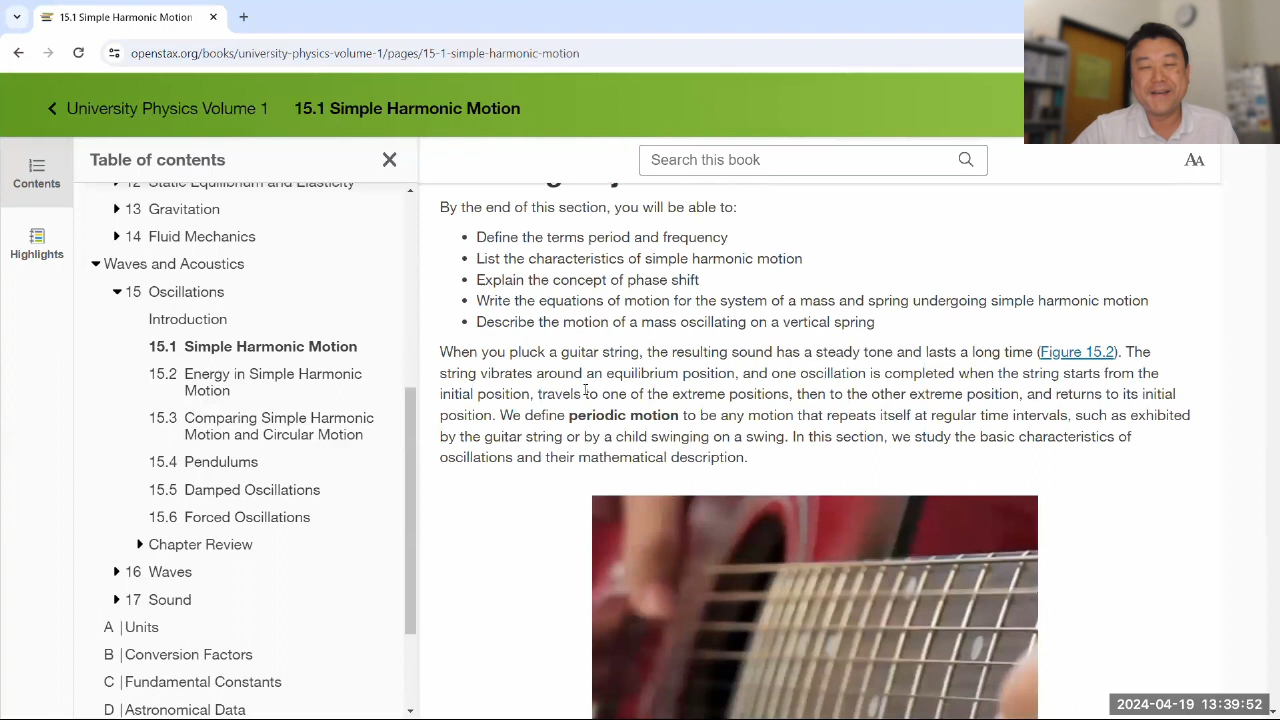 15.1 Simple Harmonic Motion
openstax.org/books/university-physics-volume-1/pages/15-1-simple-harmonic-motion
University Physics Volume 1
15.1 Simple Harmonic Motion
Contents
Highlights
Table of contents
12 Static Equilibrium and Elasticity
13 Gravitation
14 Fluid Mechanics
Waves and Acoustics
15 Oscillations
Introduction
15.1 Simple Harmonic Motion
15.2 Energy in Simple Harmonic
Motion
15.3 Comparing Simple Harmonic
Motion and Circular Motion
15.4 Pendulums
15.5 Damped Oscillations
15.6 Forced Oscillations
Chapter Review
16 Waves
17 Sound
A | Units
B | Conversion Factors
C | Fundamental Constants
D | Astronomical Data
Search this book
AA
By the end of this section, you will be able to:
• Define the terms period and frequency
• List the characteristics of simple harmonic motion
• Explain the concept of phase shift
• Write the equations of motion for the system of a mass and spring undergoing simple harmonic motion
• Describe the motion of a mass oscillating on a vertical spring
When you pluck a guitar string, the resulting sound has a steady tone and lasts a long time (Figure 15.2). The
string vibrates around an equilibrium position, and one oscillation is completed when the string starts from the
initial position, travels to one of the extreme positions, then to the other extreme position, and returns to its initial
position. We define periodic motion to be any motion that repeats itself at regular time intervals, such as exhibited
by the guitar string or by a child swinging on a swing. In this section, we study the basic characteristics of
oscillations and their mathematical description.
2024-04-19 13:39:52